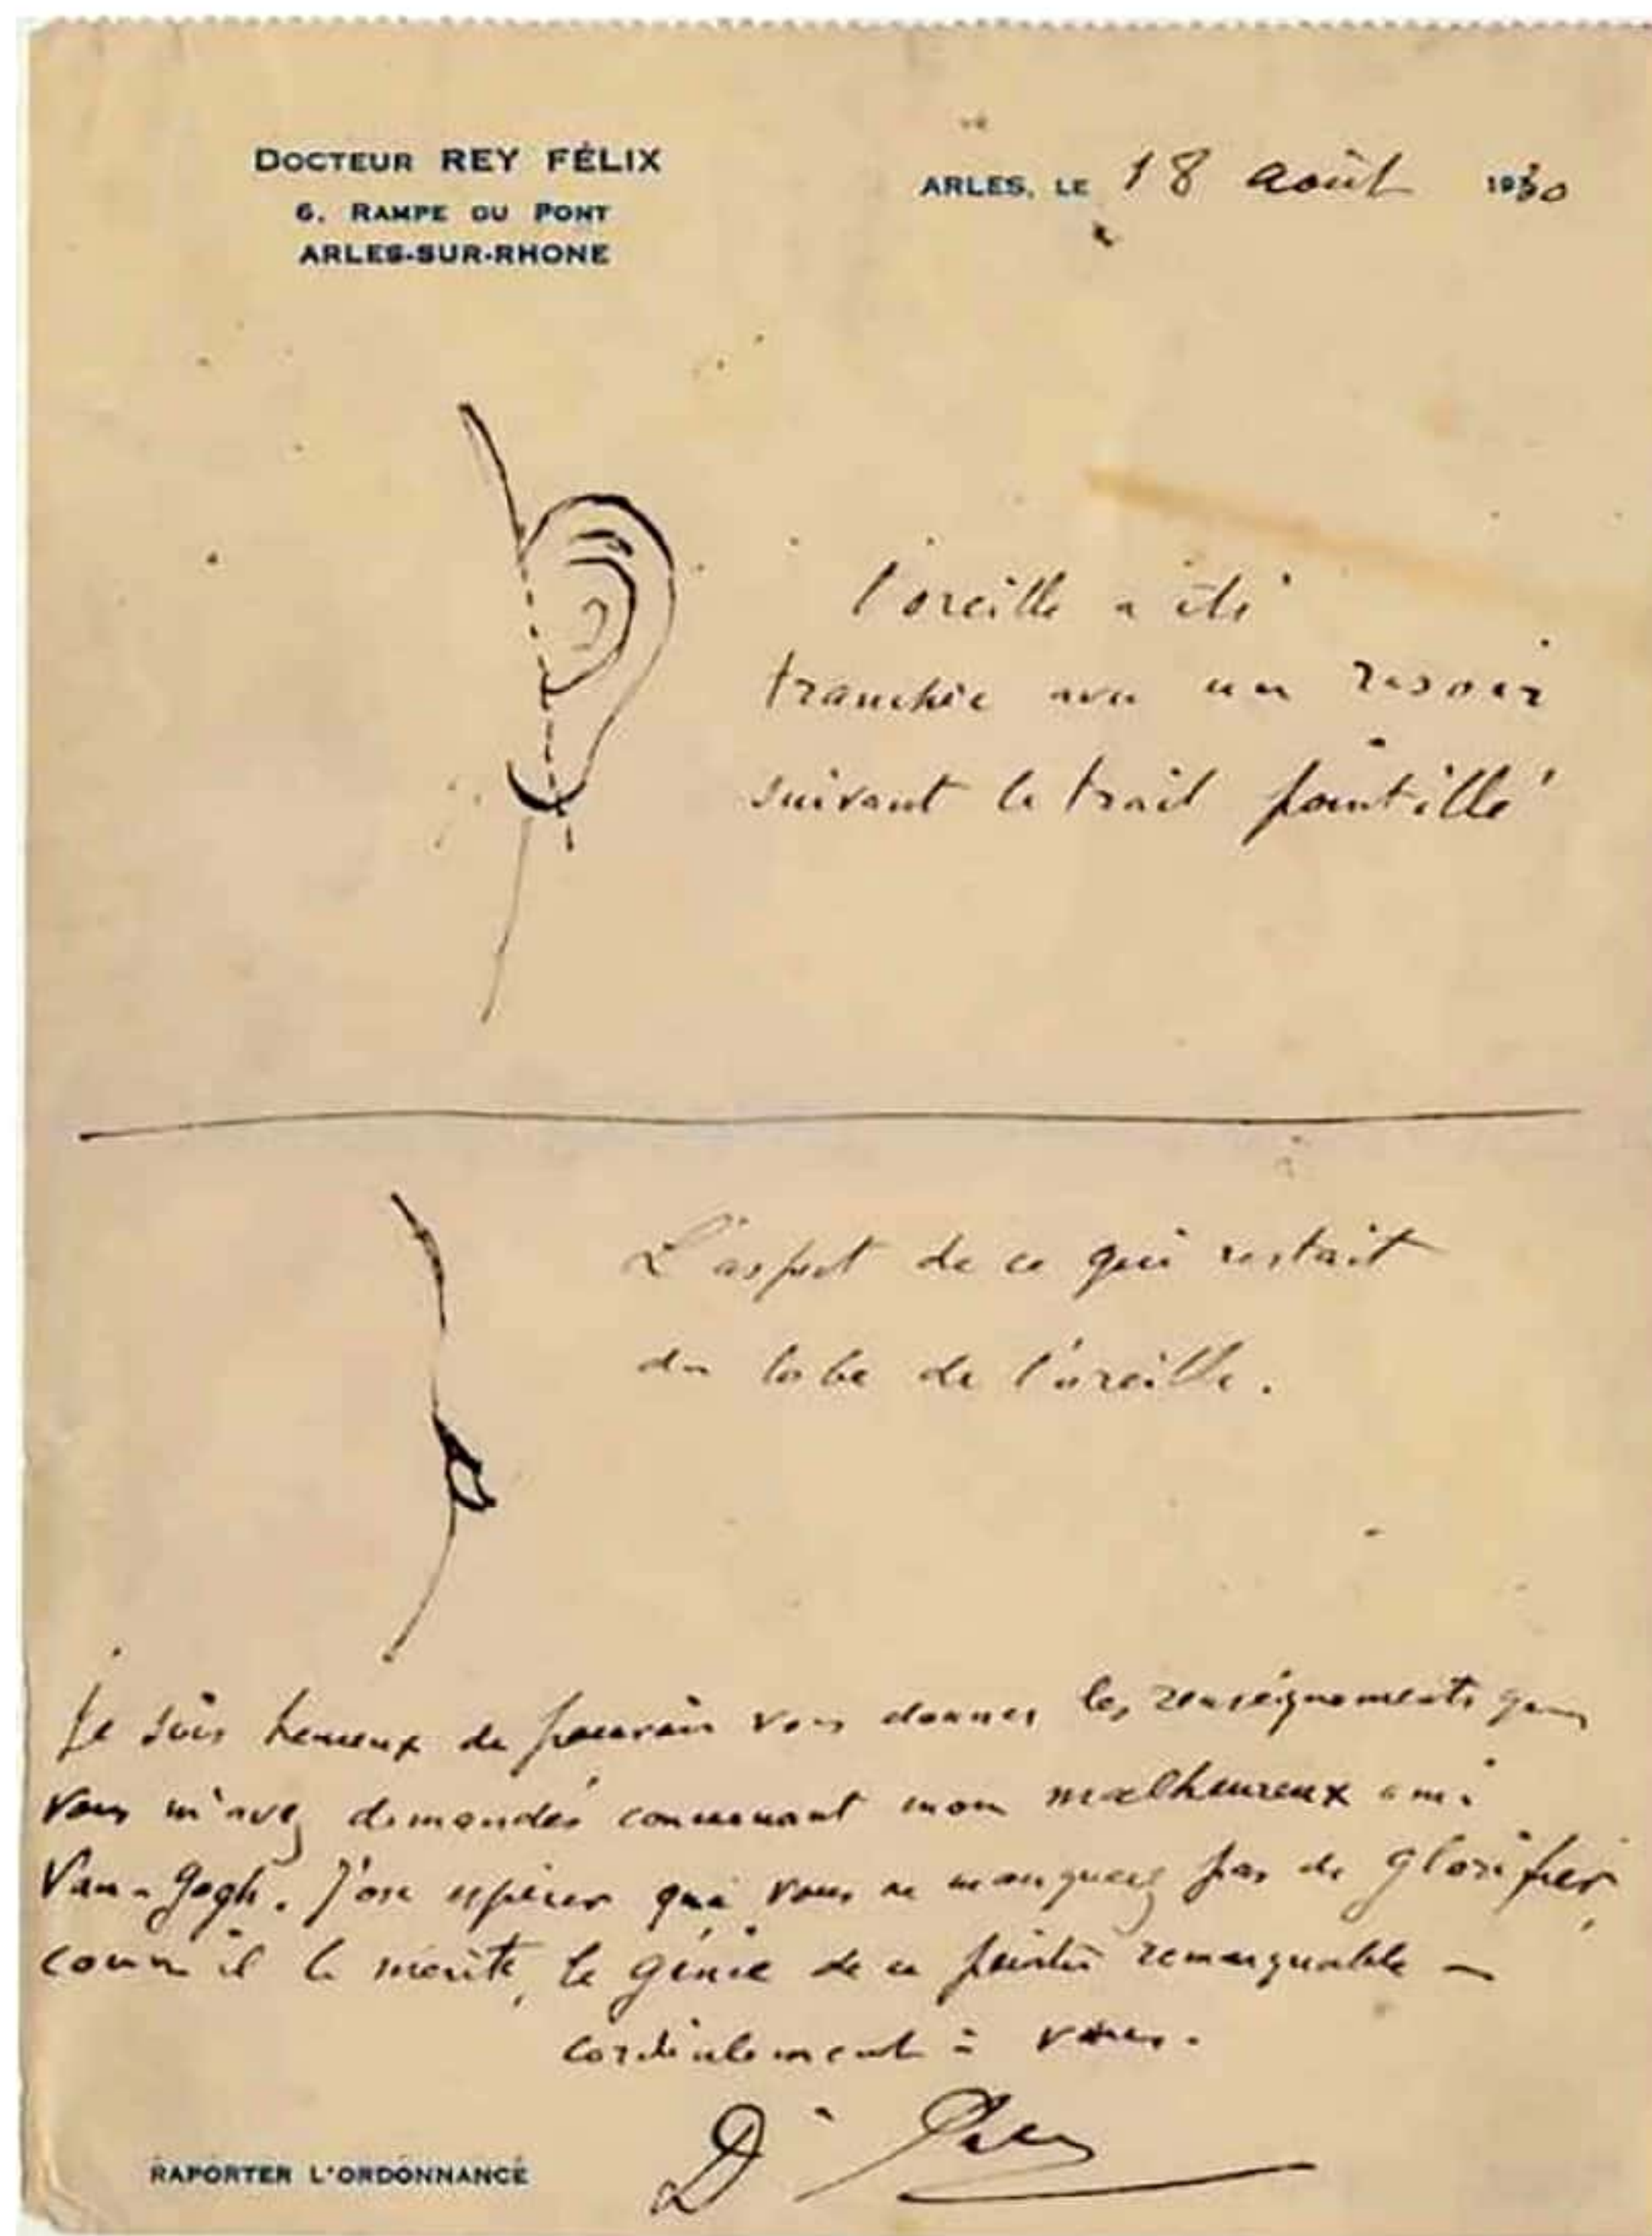 DOCTEUR REY FÉLIX
6, RAMPE DU PONT
ARLES-SUR-RHONE
ARLES, LE 18 août 1930
l'oreille a été
tranchée avec un rasoir
suivant le trait pointillé
L'aspect de ce qui restait
du lobe de l'oreille.
Je suis heureux de pouvoir vous donner les renseignements que
vous m'avez demandés concernant mon malheureux ami
Van-Gogh. J'ose espérer que vous ne manquerez pas de glorifier,
comme il le mérite, le génie de ce peintre remarquable —
cordialement à vous.
Dr Rey
RAPORTER L'ORDONNANCE